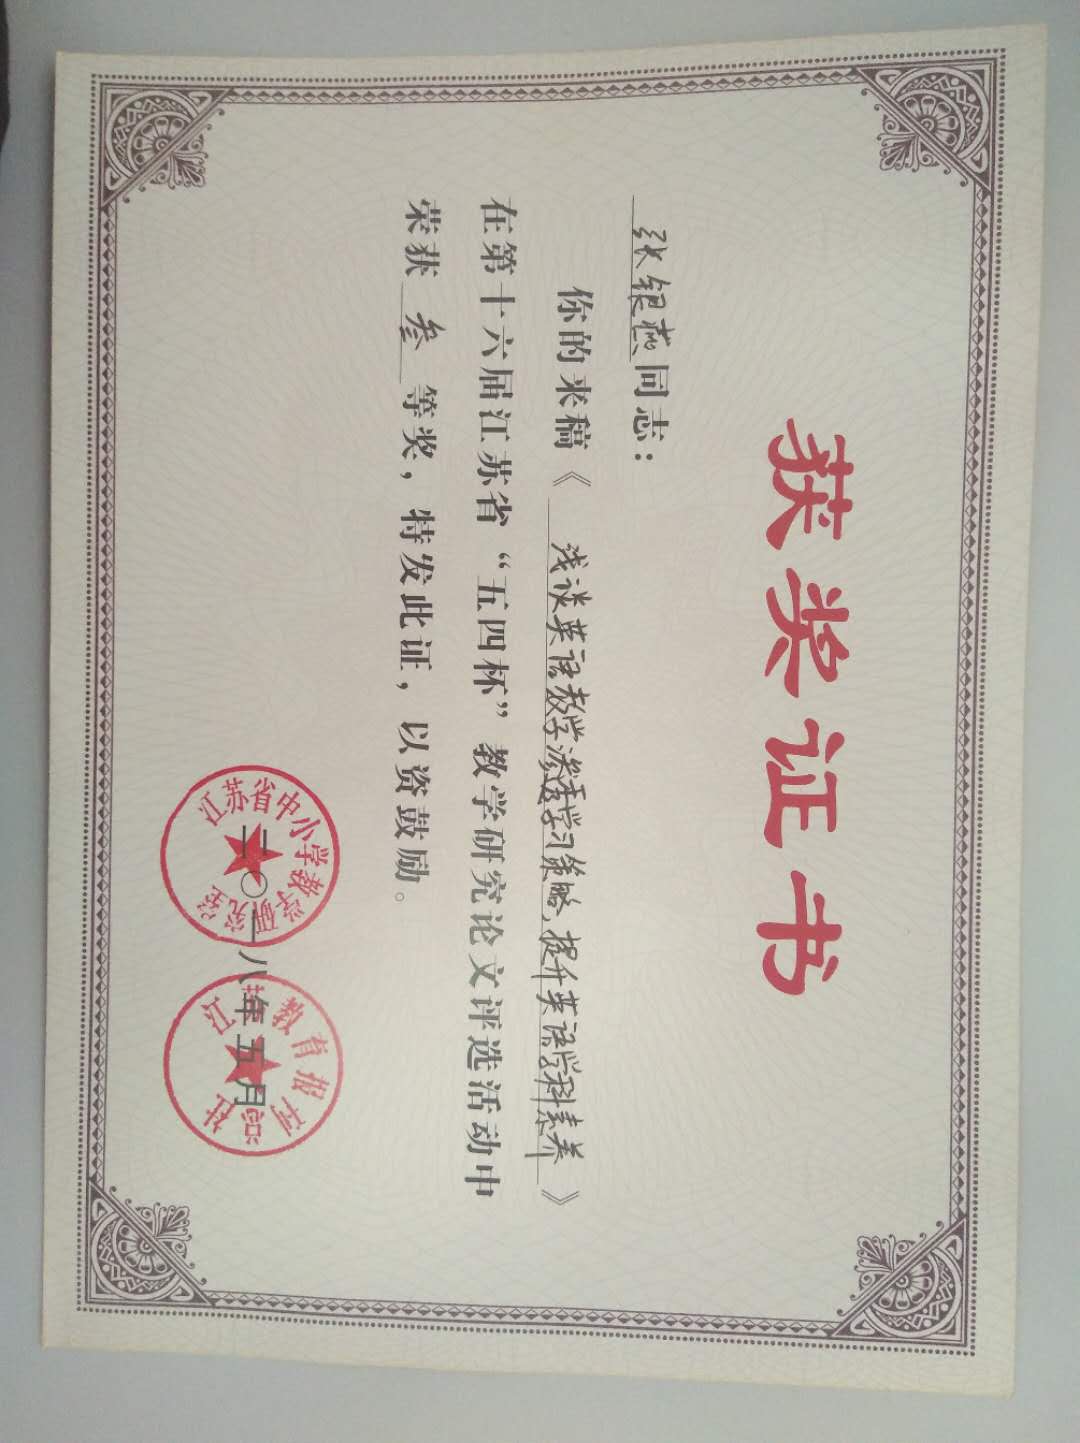 获奖证书
张银燕同志：
你的来稿《浅谈英语教学渗透学习策略,提升英语学科素养》
在第十六届江苏省“五四杯”教学研究论文评选活动中
荣获叁等奖，特发此证，以资鼓励。
江苏省中小学教学研究室
江苏教育报刊总社
二〇一八年五月